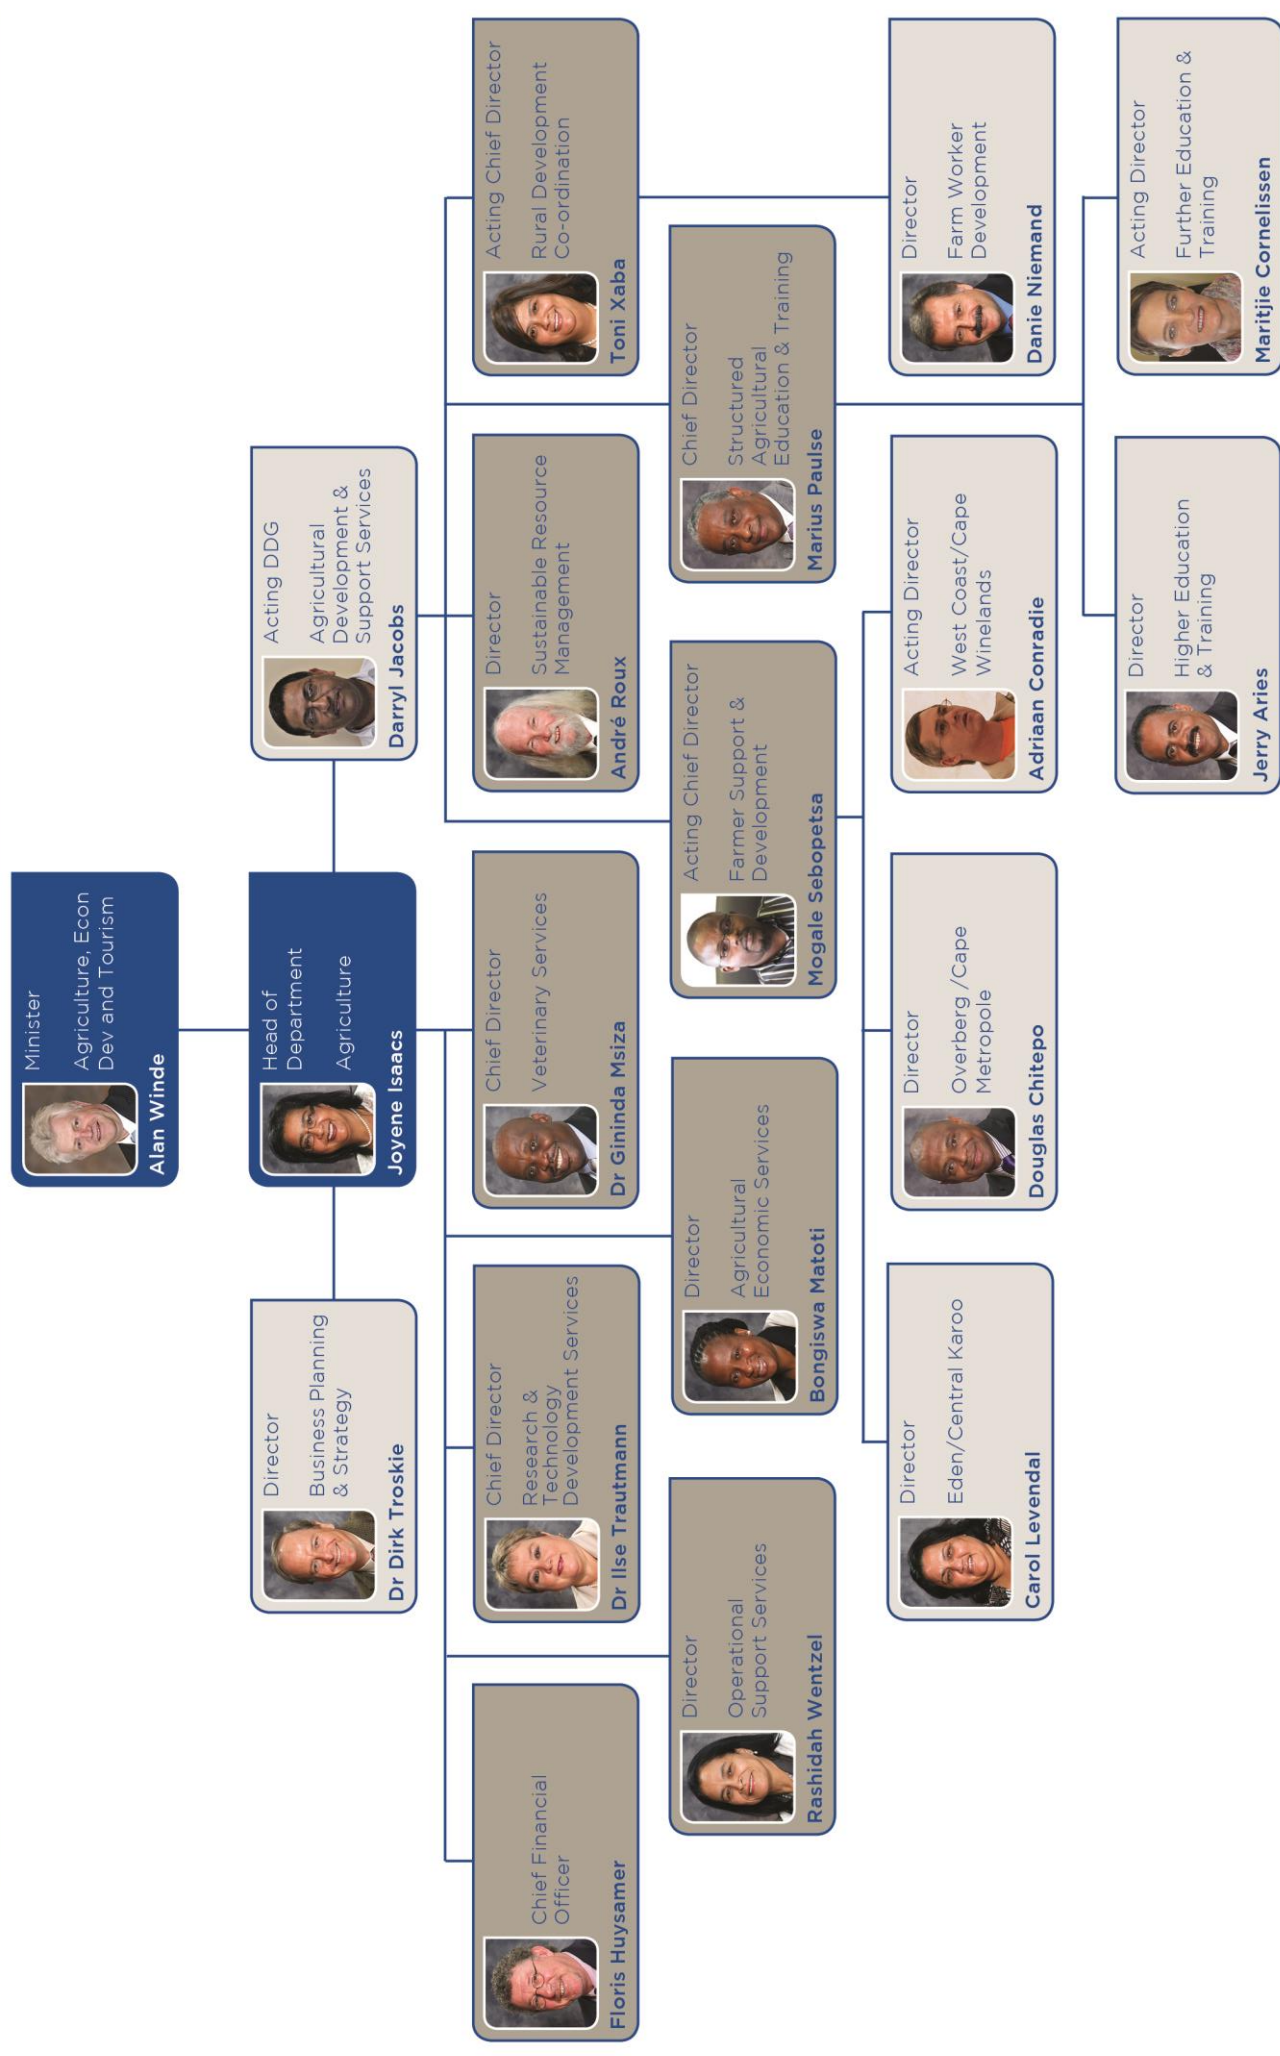 Minister
Agriculture, Econ
Dev and Tourism
Alan Winde
Director
Business Planning
& Strategy
Dr Dirk Troskie
Head of
Department
Agriculture
Joyene Isaacs
Acting DDG
Agricultural
Development &
Support Services
Darryl Jacobs
Chief Financial
Officer
Floris Huysamer
Chief Director
Research &
Technology
Development Services
Dr Ilse Trautmann
Chief Director
Veterinary Services
Dr Gininda Msiza
Director
Sustainable Resource
Management
André Roux
Acting Chief Director
Rural Development
Co-ordination
Toni Xaba
Director
Operational
Support Services
Rashidah Wentzel
Director
Agricultural
Economic Services
Bongiswa Matoti
Acting Chief Director
Farmer Support &
Development
Mogale Sebopetsa
Chief Director
Structured
Agricultural
Education & Training
Marius Paulse
Director
Eden/Central Karoo
Carol Levendal
Director
Overberg /Cape
Metropole
Douglas Chitepo
Acting Director
West Coast/Cape
Winelands
Adrian Conradie
Director
Farm Worker
Development
Danie Niemand
Director
Higher Education
& Training
Jerry Aries
Acting Director
Further Education &
Training
Maritjie Cornelissen